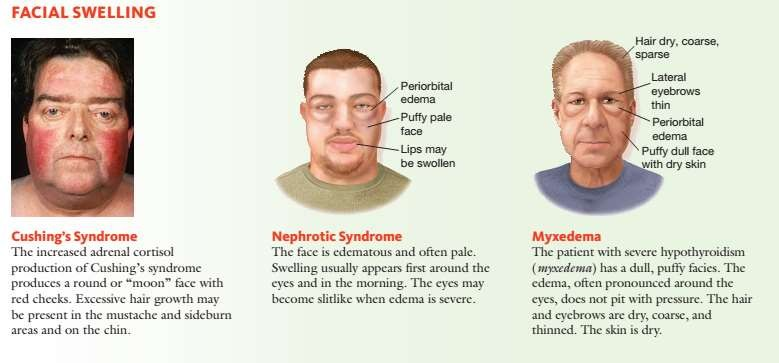 FACIAL SWELLING
Periorbital
edema
Puffy pale
face
Lips may
be swollen
Hair dry, coarse,
sparse
Lateral
eyebrows
thin
Periorbital
edema
Puffy dull face
with dry skin
Cushing’s Syndrome
The increased adrenal cortisol
production of Cushing’s syndrome
produces a round or “moon” face with
red cheeks. Excessive hair growth may
be present in the mustache and sideburn
areas and on the chin.
Nephrotic Syndrome
The face is edematous and often pale.
Swelling usually appears first around the
eyes and in the morning. The eyes may
become slitlike when edema is severe.
Myxedema
The patient with severe hypothyroidism
(myxedema) has a dull, puffy facies. The
edema, often pronounced around the
eyes, does not pit with pressure. The hair
and eyebrows are dry, coarse, and
thinned. The skin is dry.